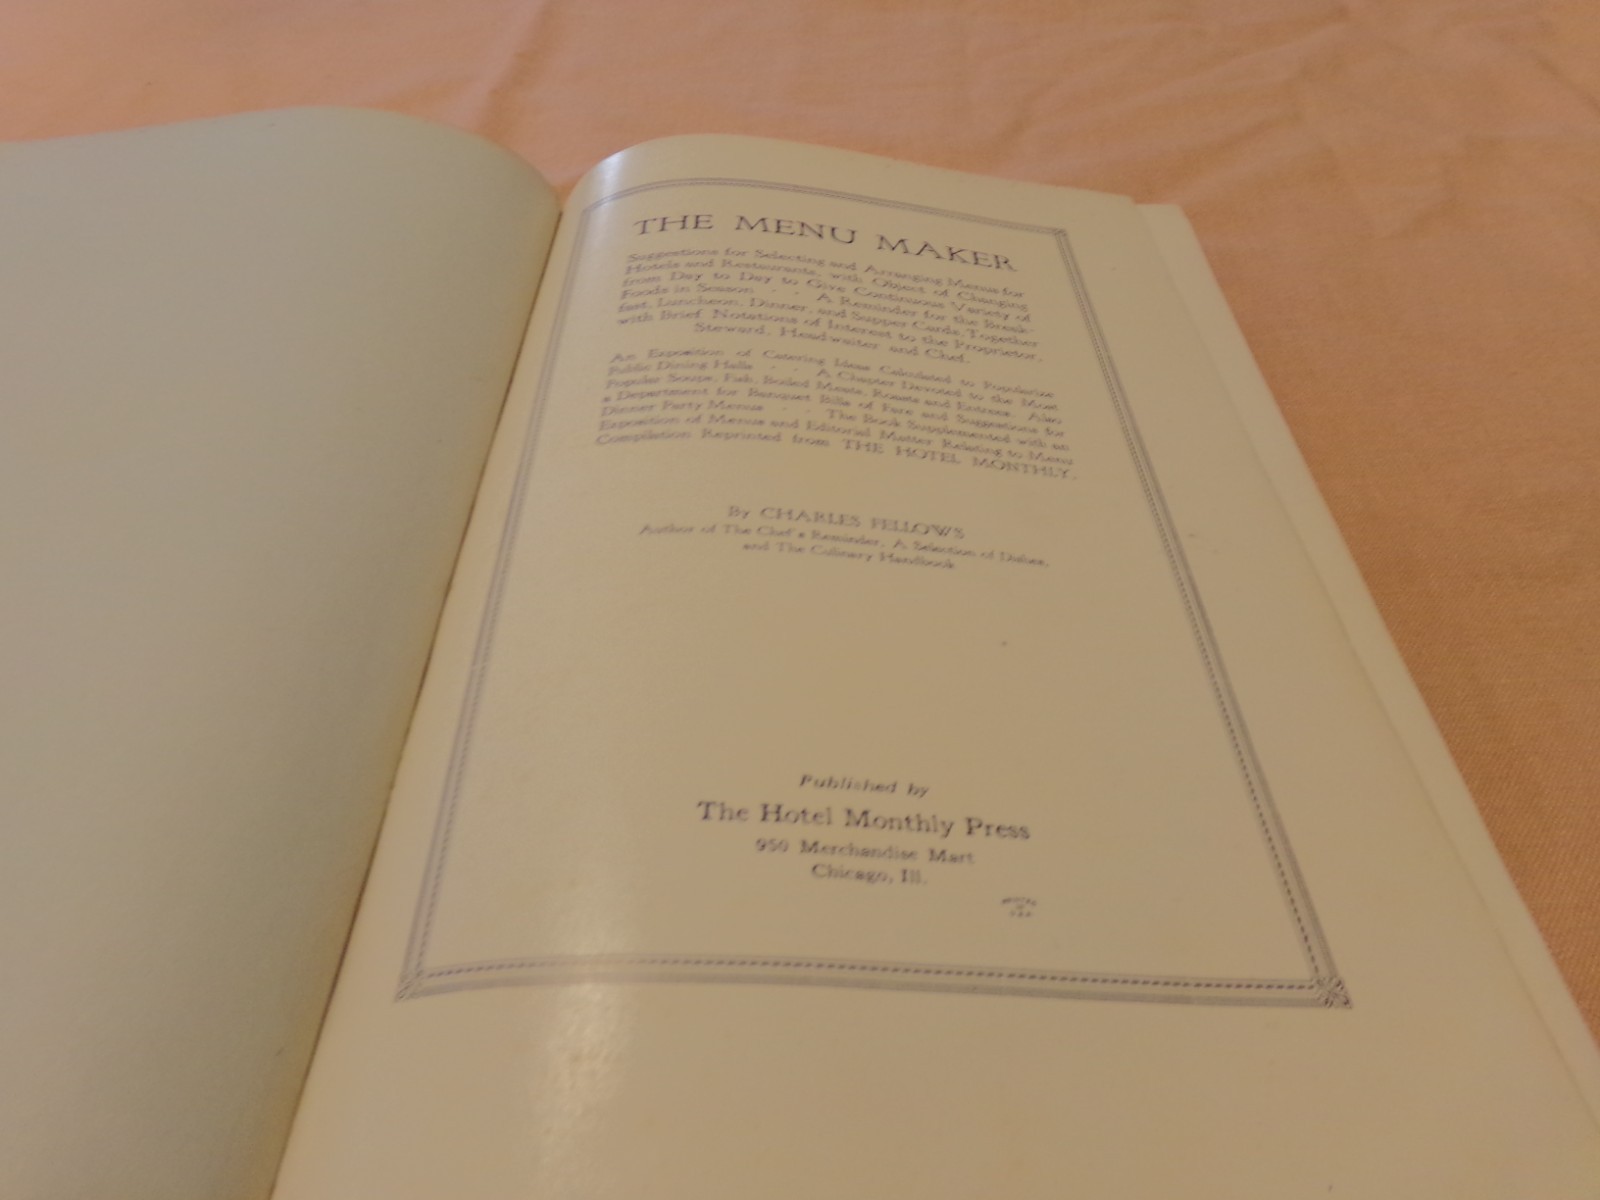 THE MENU MAKER
Suggestions for Selecting and Arranging Menus for
Hotels and Restaurants, with Object of Changing
from Day to Day to Give Continuous Variety of
Foods in Season . . A Reminder for the Break-
fast, Luncheon, Dinner, and Supper Cards, Together
with Brief Notations of Interest to the Proprietor,
Steward, Headwaiter and Chef.
An Exposition of Catering Ideas Calculated to Popularize
Public Dining Halls . . A Chapter Devoted to the Most
Popular Soups, Fish, Boiled Meats, Roasts and Entrees. Also
a Department for Banquet Bills of Fare and Suggestions for
Dinner Party Menus . . The Book Supplemented with an
Exposition of Menus and Editorial Matter Relating to Menu
Compilation Reprinted from THE HOTEL MONTHLY.
By CHARLES FELLOWS
Author of The Chef's Reminder, A Selection of Dishes,
and The Culinary Handbook
Published by
The Hotel Monthly Press
950 Merchandise Mart
Chicago, Ill.
PRINTED
IN
U.S.A.